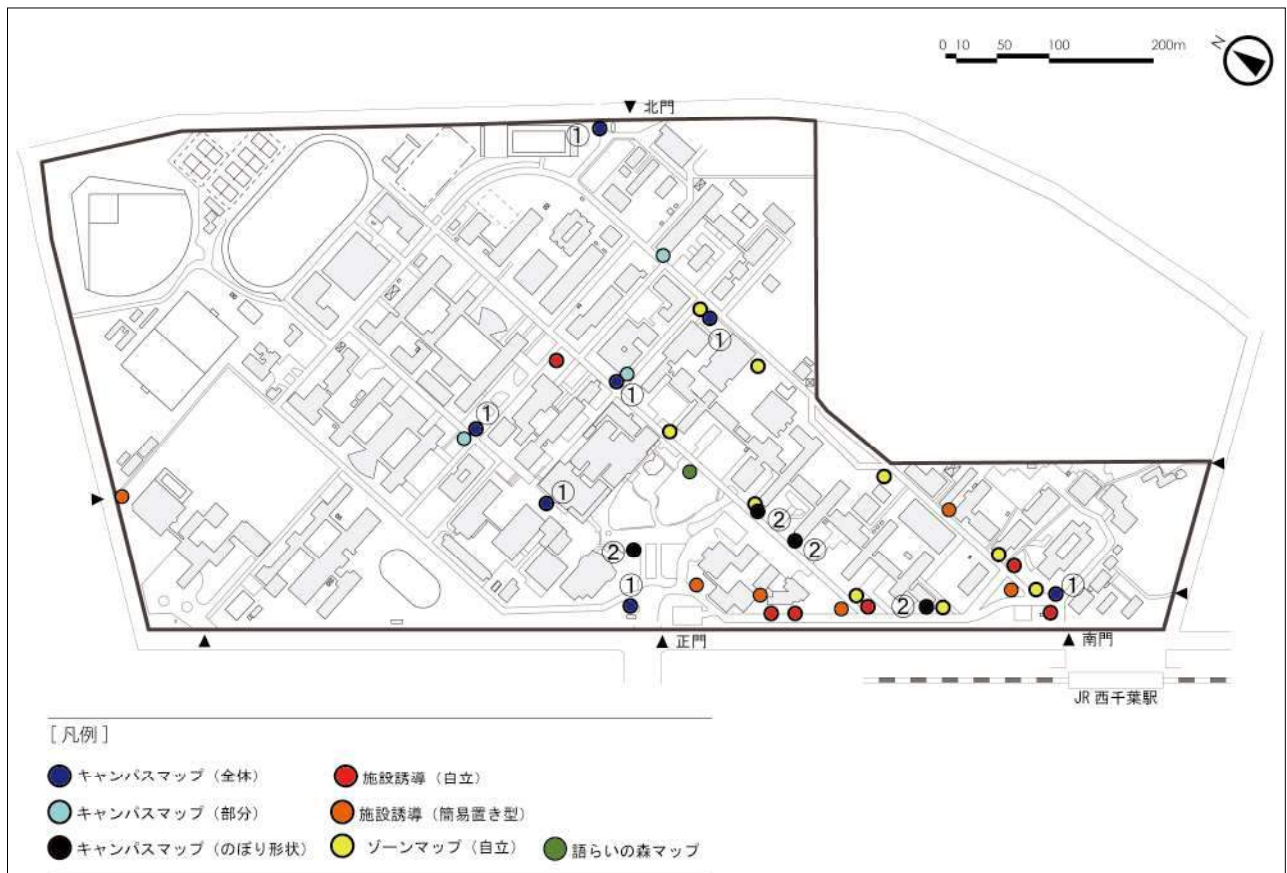 0 10 50 100 200m
N
北門
①
①
①
①
①
②
②
②
①
②
①
正門
南門
JR 西千葉駅
[凡例]
キャンパスマップ（全休）
施設誘導（自立）
キャンパスマップ（部分）
施設誘導（簡易置き型）
キャンパスマップ（のぼり形状）
ゾーンマップ（自立）
語らいの森マップ